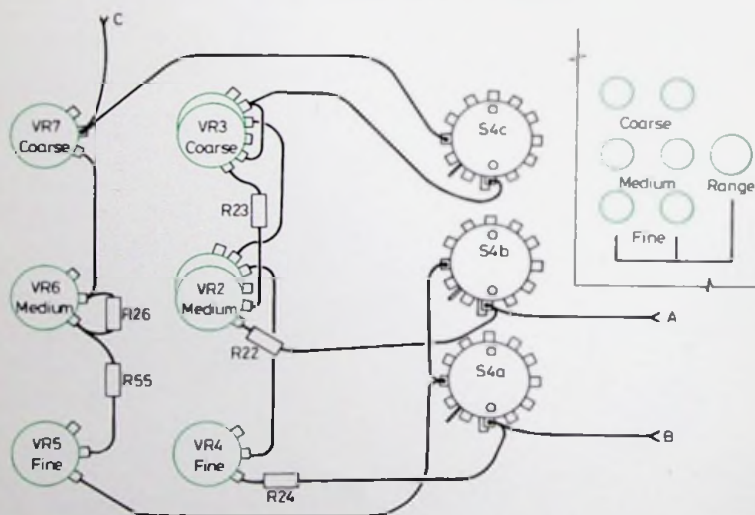 C
VR7
Coarse
VR3
Coarse
S4c
Coarse
Medium
Range
Fine
R23
S4b
VR6
Medium
R26
VR2
Medium
A
R22
S4a
R55
B
VR5
Fine
VR4
Fine
R24